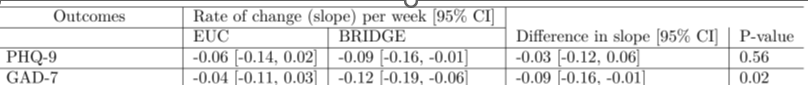 Outcomes Rate of change (slope) per week [95% CI]
EUC BRIDGE Difference in slope [95% CI] P-value
PHQ-9 -0.06 [-0.14, 0.02] -0.09 [-0.16, -0.01] -0.03 [-0.12, 0.06] 0.56
GAD-7 -0.04 [-0.11, 0.03] -0.12 [-0.19, -0.06] -0.09 [-0.16, -0.01] 0.02